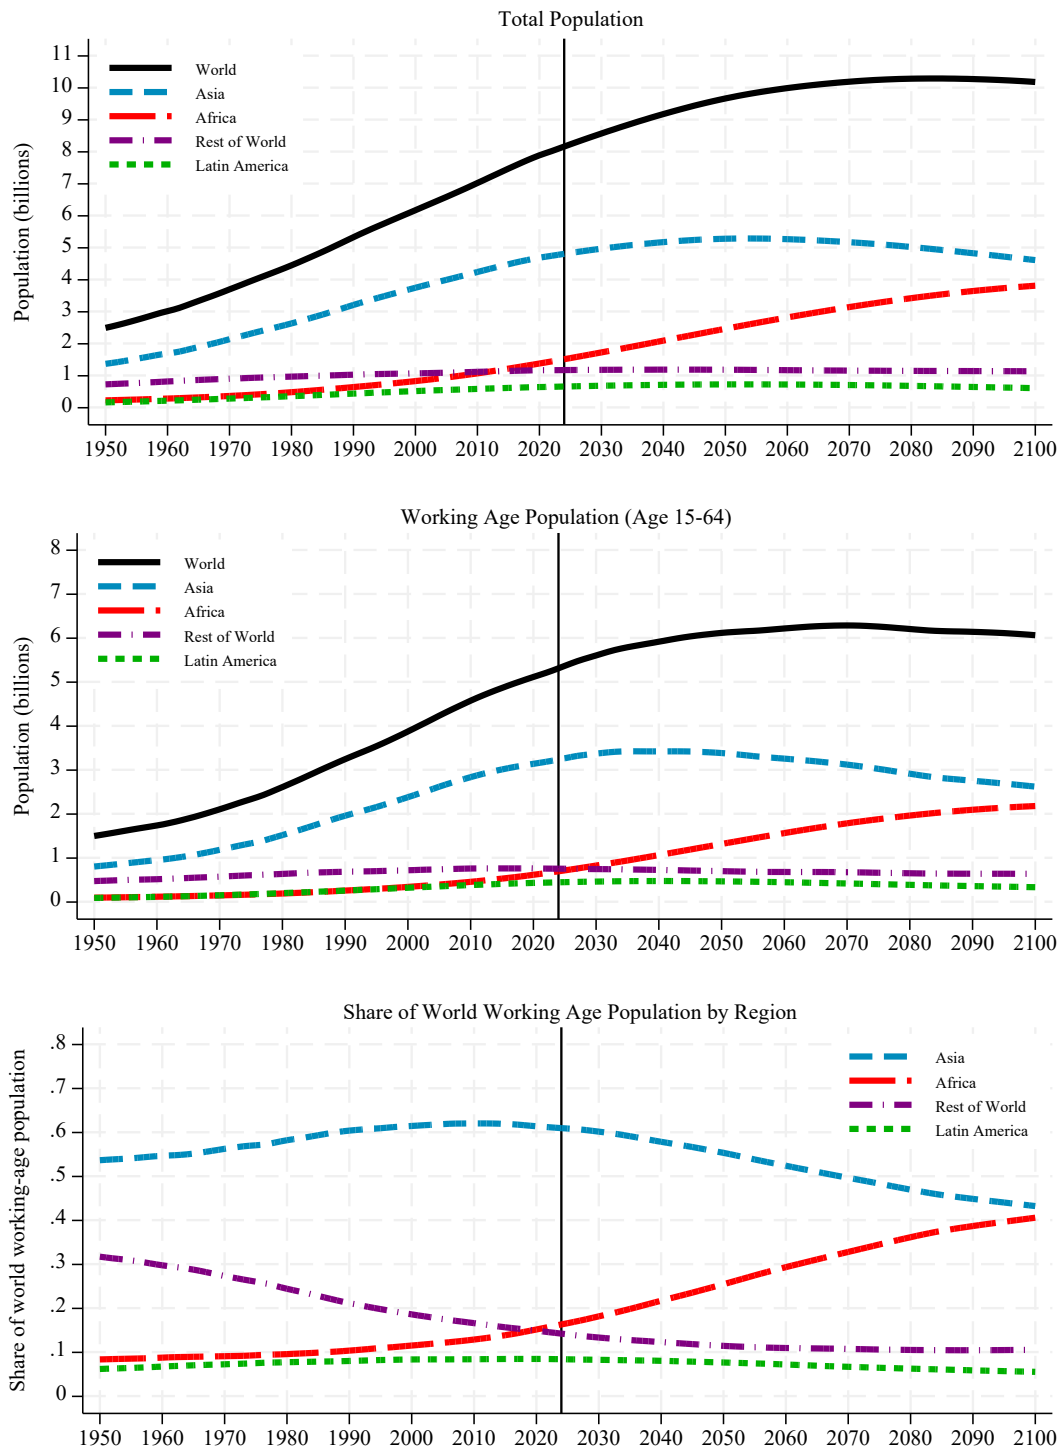 Total Population
Population (billions)
11
10
9
8
7
6
5
4
3
2
1
0
World
Asia
Africa
Rest of World
Latin America
1950 1960 1970 1980 1990 2000 2010 2020 2030 2040 2050 2060 2070 2080 2090 2100
Working Age Population (Age 15-64)
Population (billions)
8
7
6
5
4
3
2
1
0
World
Asia
Africa
Rest of World
Latin America
1950 1960 1970 1980 1990 2000 2010 2020 2030 2040 2050 2060 2070 2080 2090 2100
Share of World Working Age Population by Region
Share of world working-age population
.8
.7
.6
.5
.4
.3
.2
.1
0
Asia
Africa
Rest of World
Latin America
1950 1960 1970 1980 1990 2000 2010 2020 2030 2040 2050 2060 2070 2080 2090 2100